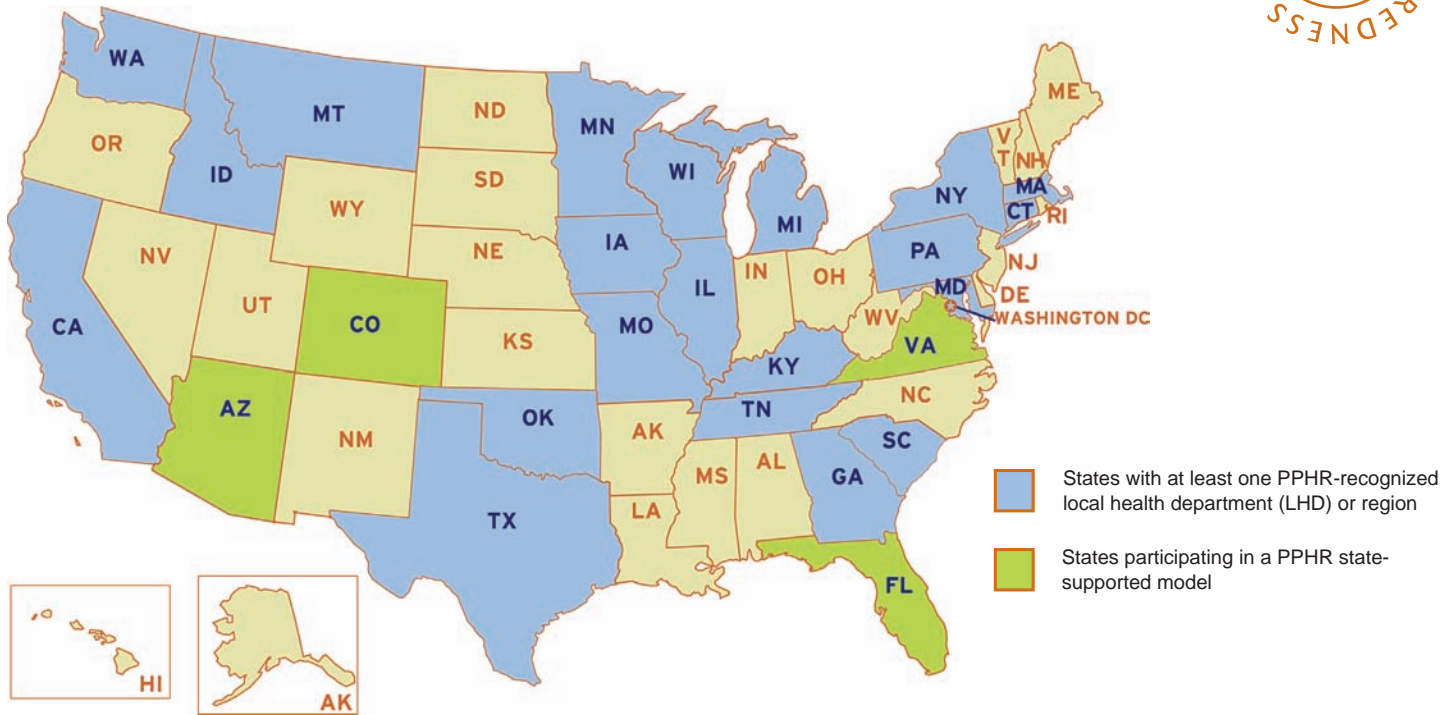 REDNESS
WA
MT
ND
MN
ME
OR
ID
SD
WI
V
T
NH
WY
MI
NY
MA
CT
RI
NV
NE
IA
PA
NJ
UT
IL
IN
OH
MD
DE
WASHINGTON DC
CA
CO
KS
MO
WV
VA
KY
AZ
NM
OK
AK
TN
NC
SC
TX
LA
MS
AL
GA
FL
HI
AK
States with at least one PPHR-recognized
local health department (LHD) or region
States participating in a PPHR state-
supported model